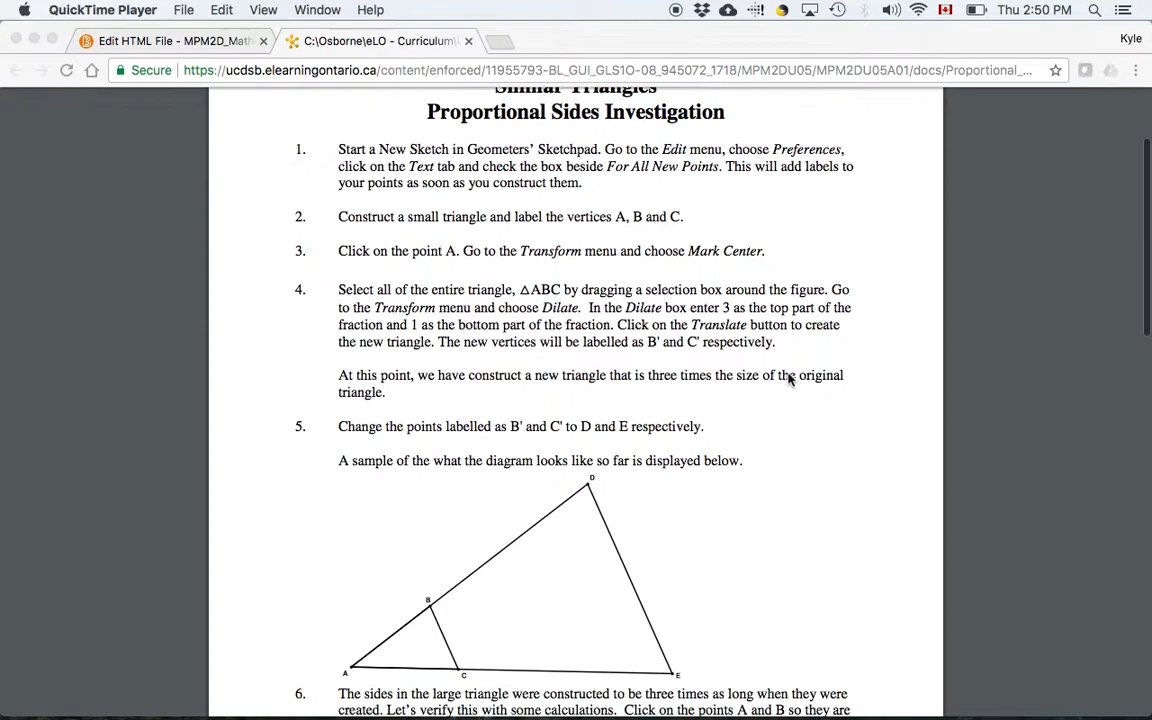 QuickTime Player File Edit View Window Help Thu 2:50 PM
Edit HTML File - MPM2D_Math C:\Osborne\eLO - Curriculum\ Kyle
Secure https://ucdsb.elearningontario.ca/content/enforced/11955793-BL_GUI_GLS1O-08_945072_1718/MPM2DU05/MPM2DU05A01/docs/Proportional_...
Similar Triangles
Proportional Sides Investigation
1. Start a New Sketch in Geometers' Sketchpad. Go to the Edit menu, choose Preferences,
click on the Text tab and check the box beside For All New Points. This will add labels to
your points as soon as you construct them.
2. Construct a small triangle and label the vertices A, B and C.
3. Click on the point A. Go to the Transform menu and choose Mark Center.
4. Select all of the entire triangle, △ABC by dragging a selection box around the figure. Go
to the Transform menu and choose Dilate. In the Dilate box enter 3 as the top part of the
fraction and 1 as the bottom part of the fraction. Click on the Translate button to create
the new triangle. The new vertices will be labelled as B' and C' respectively.
At this point, we have construct a new triangle that is three times the size of the original
triangle.
5. Change the points labelled as B' and C' to D and E respectively.
A sample of the what the diagram looks like so far is displayed below.
D
B
A
C
E
6. The sides in the large triangle were constructed to be three times as long when they were
created. Let's verify this with some calculations. Click on the points A and B so they are